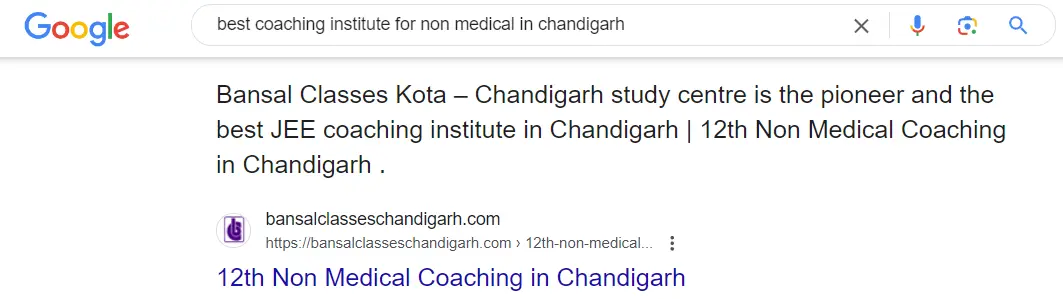 Google
best coaching institute for non medical in chandigarh
Bansal Classes Kota – Chandigarh study centre is the pioneer and the
best JEE coaching institute in Chandigarh | 12th Non Medical Coaching
in Chandigarh .
bansalclasseschandigarh.com
https://bansalclasseschandigarh.com › 12th-non-medical...
12th Non Medical Coaching in Chandigarh